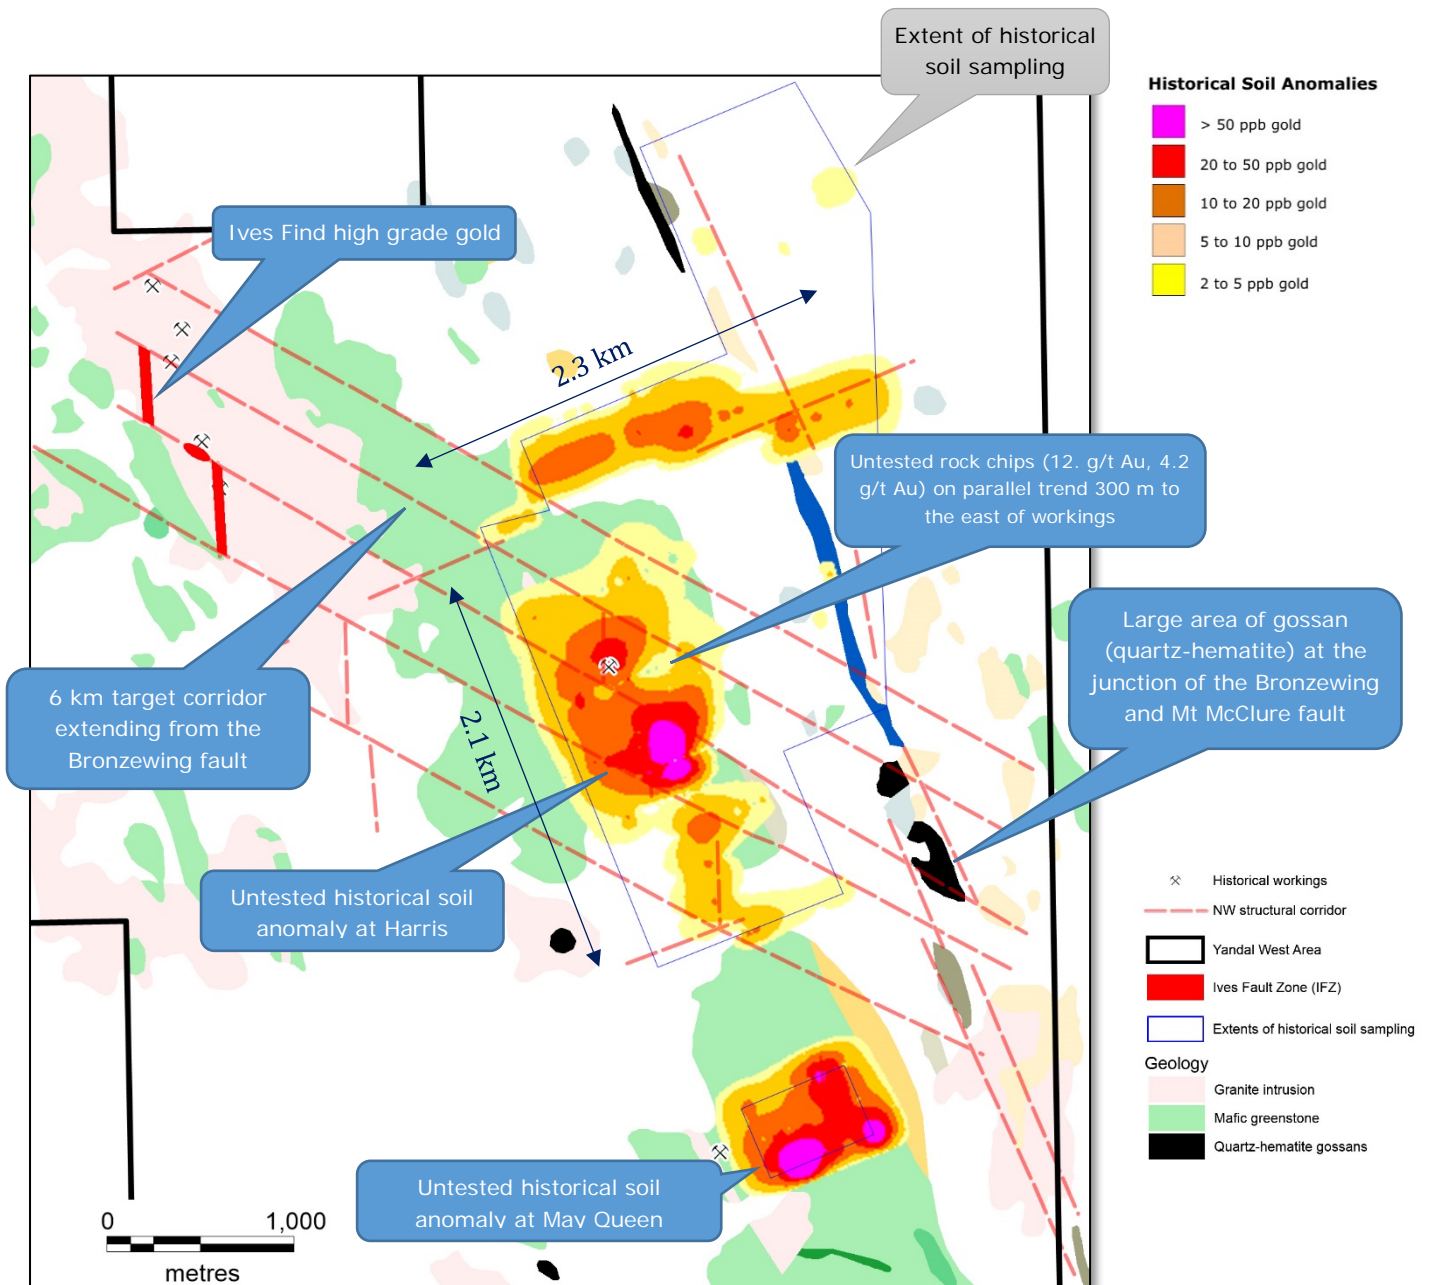 Extent of historical
soil sampling
Historical Soil Anomalies
> 50 ppb gold
20 to 50 ppb gold
10 to 20 ppb gold
5 to 10 ppb gold
2 to 5 ppb gold
Ives Find high grade gold
2.3 km
Untested rock chips (12. g/t Au, 4.2
g/t Au) on parallel trend 300 m to
the east of workings
Large area of gossan
(quartz-hematite) at the
junction of the Bronzewing
and Mt McClure fault
6 km target corridor
extending from the
Bronzewing fault
2.1 km
Untested historical soil
anomaly at Harris
Historical workings
NW structural corridor
Yandal West Area
Ives Fault Zone (IFZ)
Extents of historical soil sampling
Geology
Granite intrusion
Mafic greenstone
Quartz-hematite gossans
Untested historical soil
anomaly at May Queen
0 1,000
metres